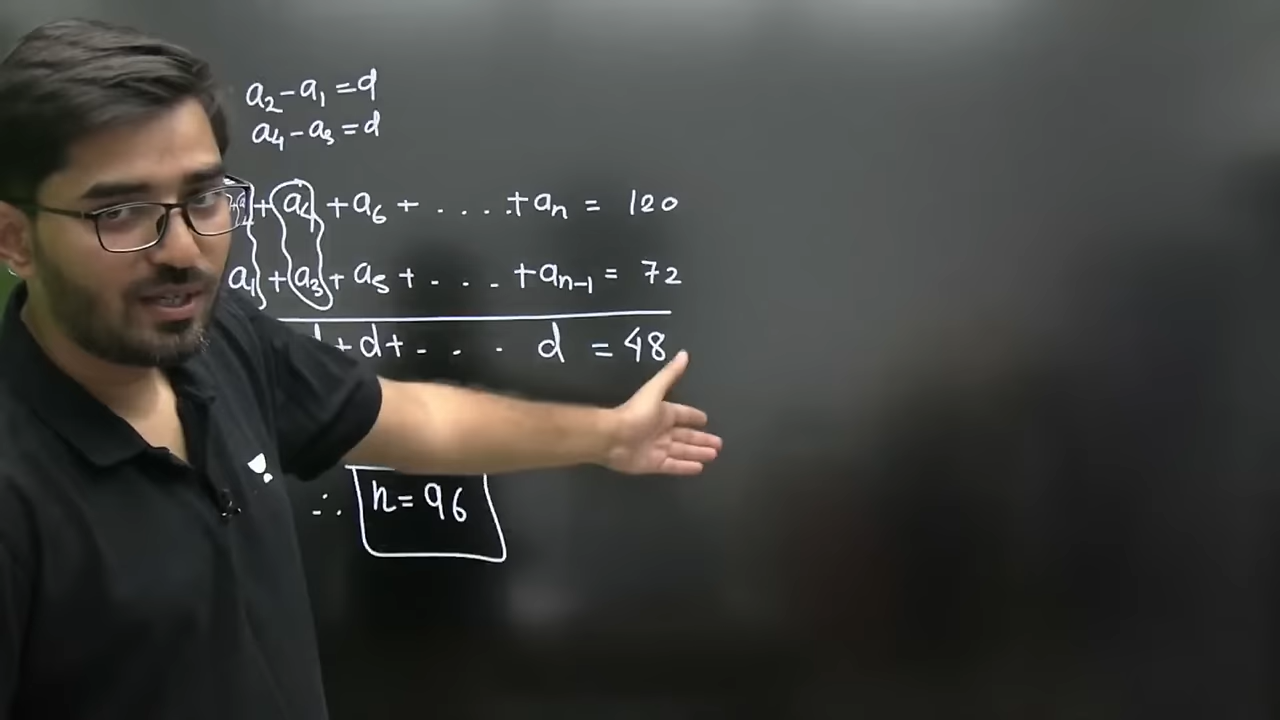 a₂-a₁=d
a₄-a₃=d
+a₄+a₆+....+aₙ = 120
a₁+a₃+a₅+....+aₙ₋₁ = 72
+d+... d =48
∴ n=96